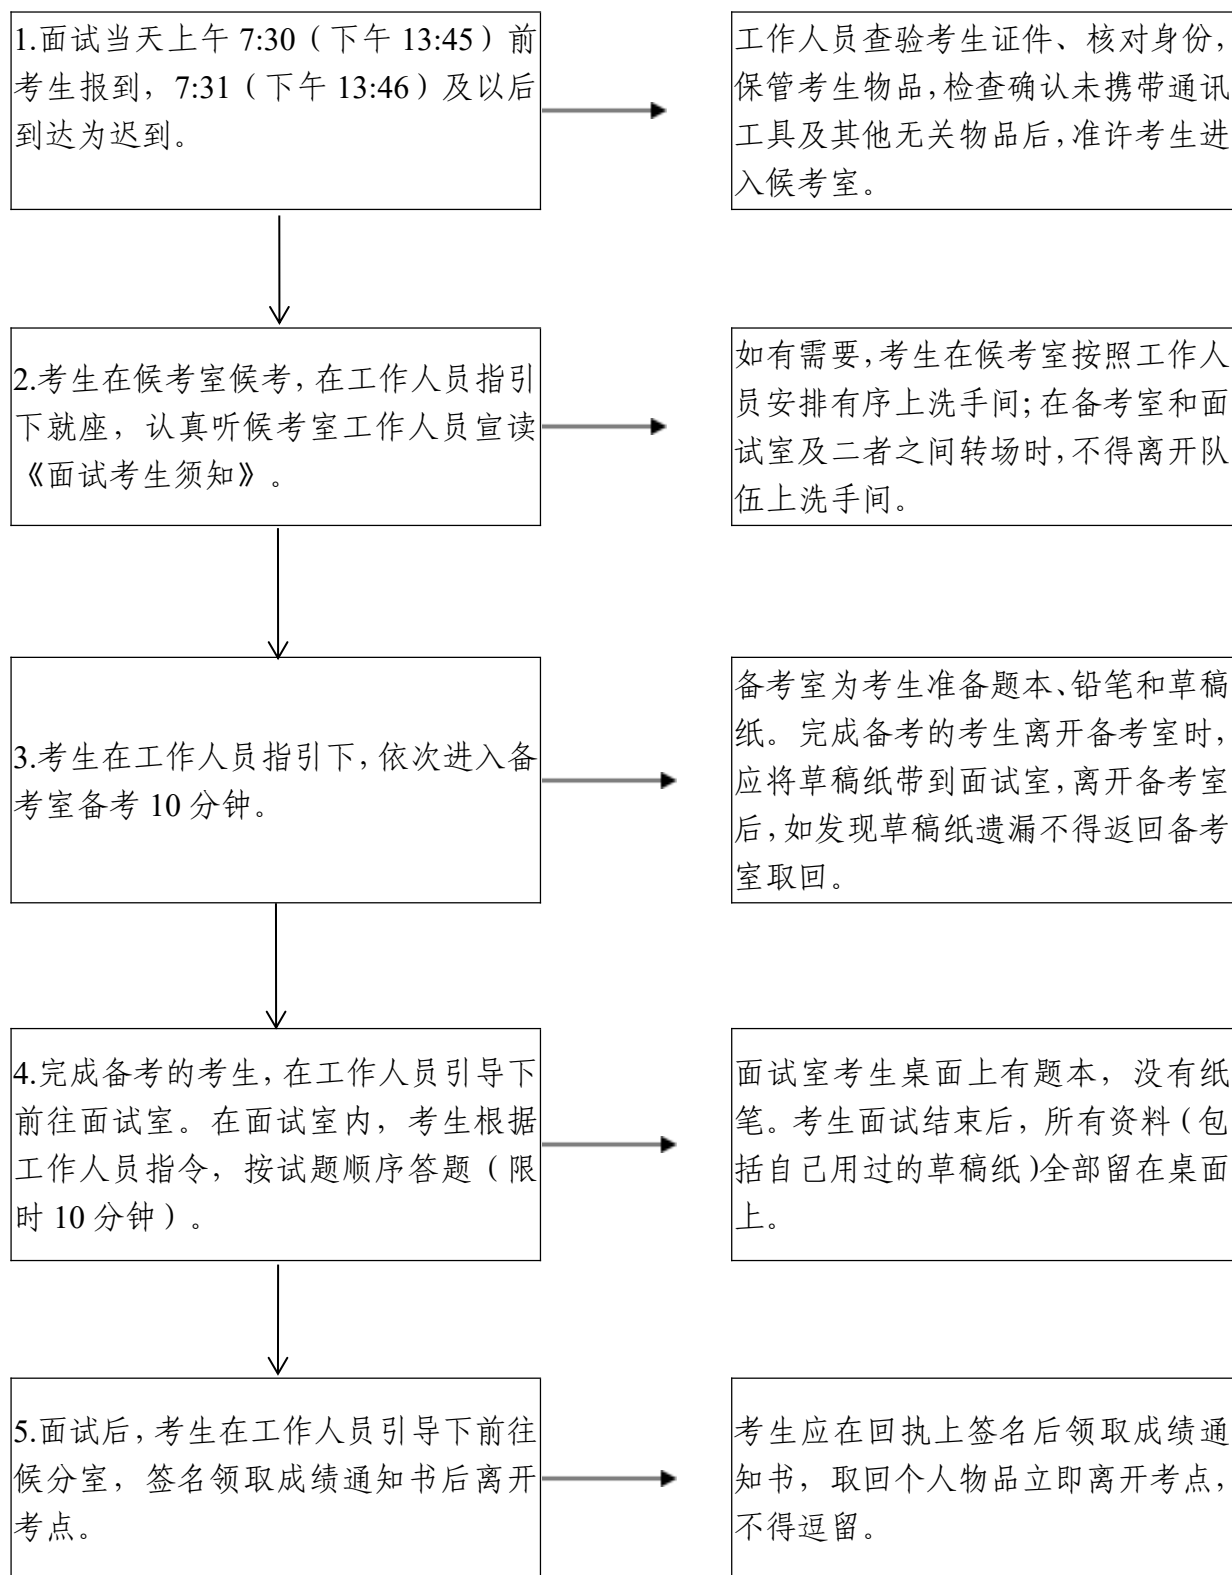 1.面试当天上午 7:30（下午 13:45）前
考生报到，7:31（下午 13:46）及以后
到达为迟到。
工作人员查验考生证件、核对身份，
保管考生物品，检查确认未携带通讯
工具及其他无关物品后，准许考生进
入候考室。
2.考生在候考室候考，在工作人员指引
下就座，认真听候考室工作人员宣读
《面试考生须知》。
如有需要，考生在候考室按照工作人
员安排有序上洗手间；在备考室和面
试室及二者之间转场时，不得离开队
伍上洗手间。
3.考生在工作人员指引下，依次进入备
考室备考 10 分钟。
备考室为考生准备题本、铅笔和草稿
纸。完成备考的考生离开备考室时，
应将草稿纸带到面试室，离开备考室
后，如发现草稿纸遗漏不得返回备考
室取回。
4.完成备考的考生，在工作人员引导下
前往面试室。在面试室内，考生根据
工作人员指令，按试题顺序答题（限
时 10 分钟）。
面试室考生桌面上有题本，没有纸
笔。考生面试结束后，所有资料（包
括自己用过的草稿纸）全部留在桌面
上。
5.面试后，考生在工作人员引导下前往
候分室，签名领取成绩通知书后离开
考点。
考生应在回执上签名后领取成绩通
知书，取回个人物品立即离开考点，
不得逗留。